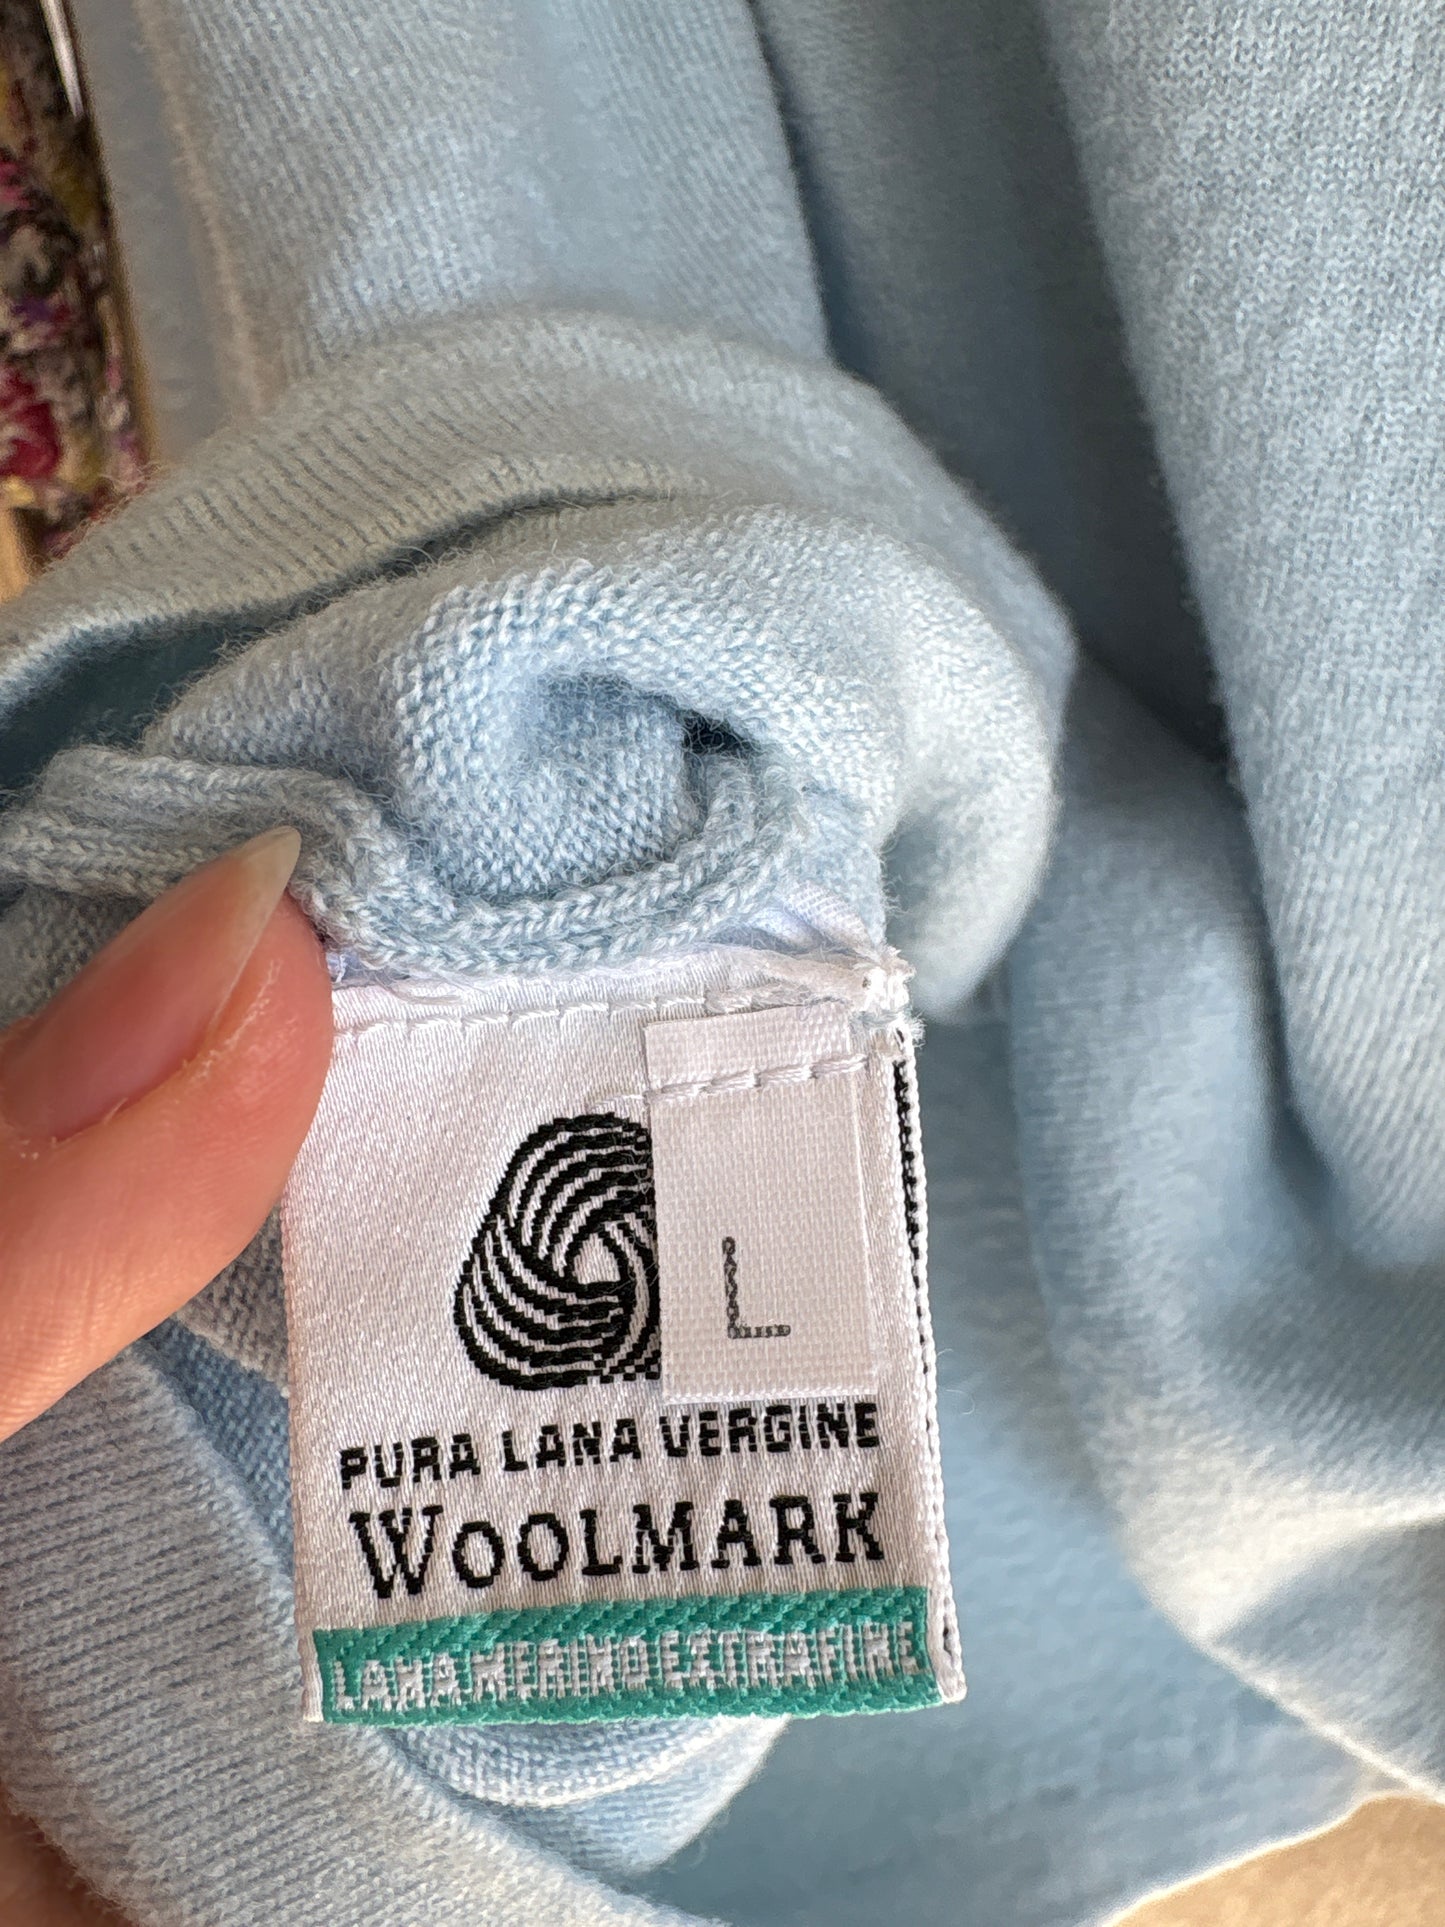 L
PURA LANA VERGINE
WOOLMARK
LANA MERINO EXTRAFINE